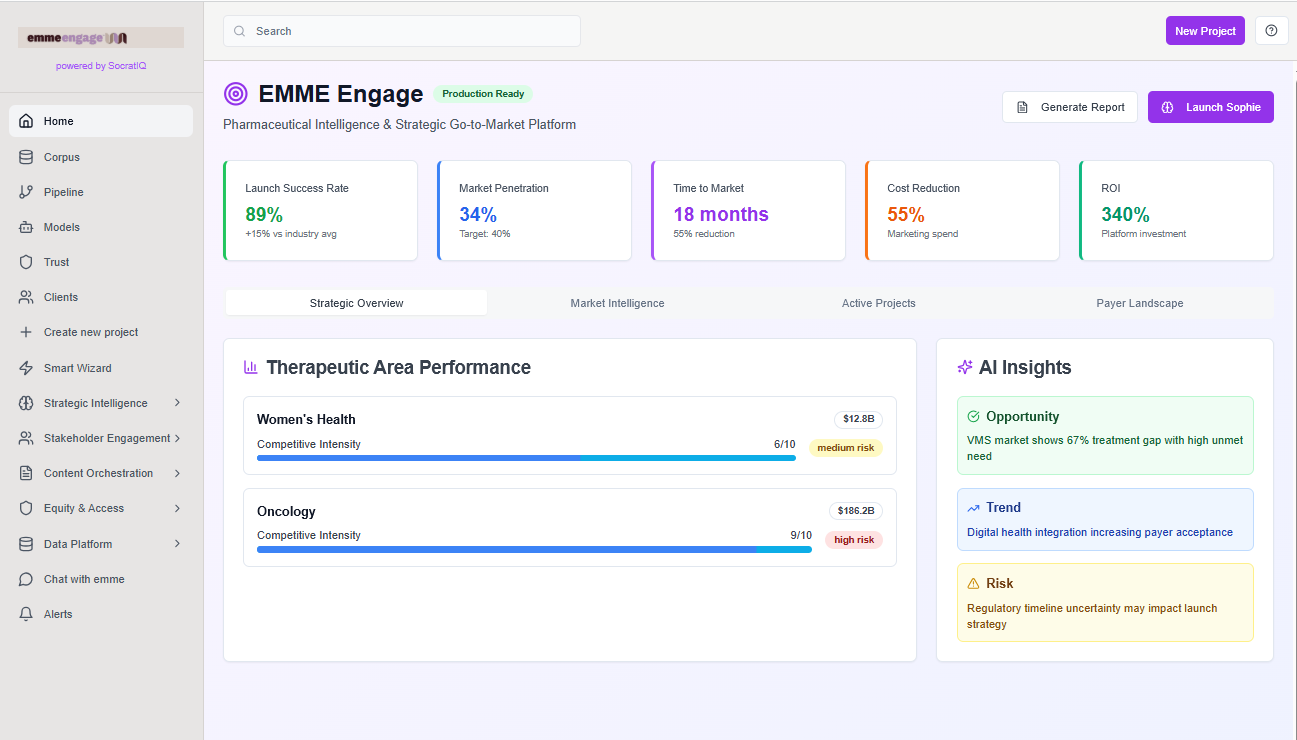 emmeengage
powered by SocratIQ
Search
New Project
Home
Corpus
Pipeline
Models
Trust
Clients
Create new project
Smart Wizard
Strategic Intelligence
Stakeholder Engagement
Content Orchestration
Equity & Access
Data Platform
Chat with emme
Alerts
EMME Engage
Production Ready
Pharmaceutical Intelligence & Strategic Go-to-Market Platform
Generate Report
Launch Sophie
Launch Success Rate
89%
+15% vs industry avg
Market Penetration
34%
Target: 40%
Time to Market
18 months
55% reduction
Cost Reduction
55%
Marketing spend
ROI
340%
Platform investment
Strategic Overview
Market Intelligence
Active Projects
Payer Landscape
Therapeutic Area Performance
Women's Health
$12.8B
Competitive Intensity
6/10
medium risk
Oncology
$186.2B
Competitive Intensity
9/10
high risk
AI Insights
Opportunity
VMS market shows 67% treatment gap with high unmet
need
Trend
Digital health integration increasing payer acceptance
Risk
Regulatory timeline uncertainty may impact launch
strategy